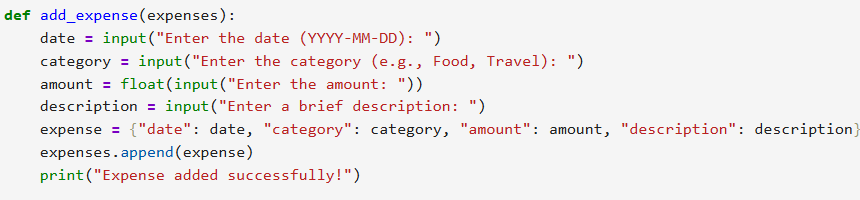 def add_expense(expenses):
    date = input("Enter the date (YYYY-MM-DD): ")
    category = input("Enter the category (e.g., Food, Travel): ")
    amount = float(input("Enter the amount: "))
    description = input("Enter a brief description: ")
    expense = {"date": date, "category": category, "amount": amount, "description": description}
    expenses.append(expense)
    print("Expense added successfully!")